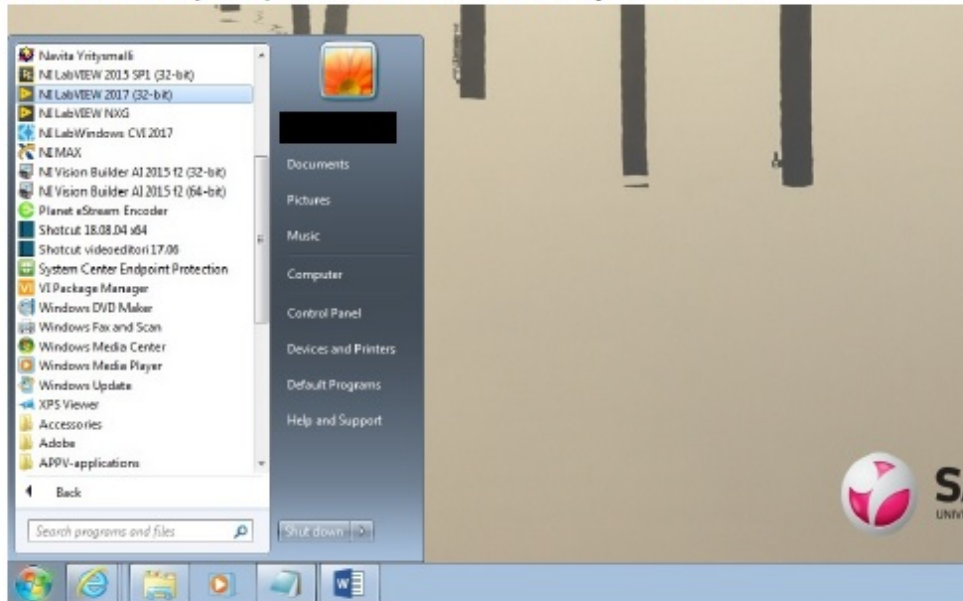 Navita Yritysmalli
NI LabVIEW 2015 SP1 (32-bit)
NI LabVIEW 2017 (32-bit)
NI LabVIEW NXG
NI LabWindows CVI 2017
NI MAX
NI Vision Builder AI 2015 f2 (32-bit)
NI Vision Builder AI 2015 f2 (64-bit)
Planet eStream Encoder
Shotcut 18.08.04 x64
Shotcut videoeditori 17.06
System Center Endpoint Protection
VI Package Manager
Windows DVD Maker
Windows Fax and Scan
Windows Media Center
Windows Media Player
Windows Update
XPS Viewer
Accessories
Adobe
APPV-applications
Back
Search programs and files
Documents
Pictures
Music
Computer
Control Panel
Devices and Printers
Default Programs
Help and Support
Shut down